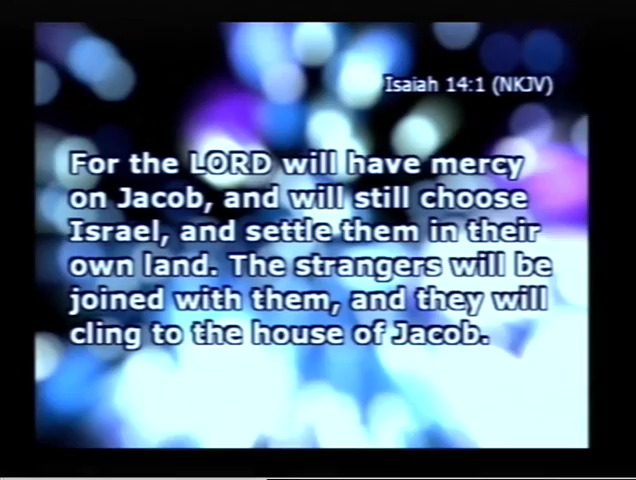 Isaiah 14:1 (NKJV)
For the LORD will have mercy
on Jacob, and will still choose
Israel, and settle them in their
own land. The strangers will be
joined with them, and they will
cling to the house of Jacob.